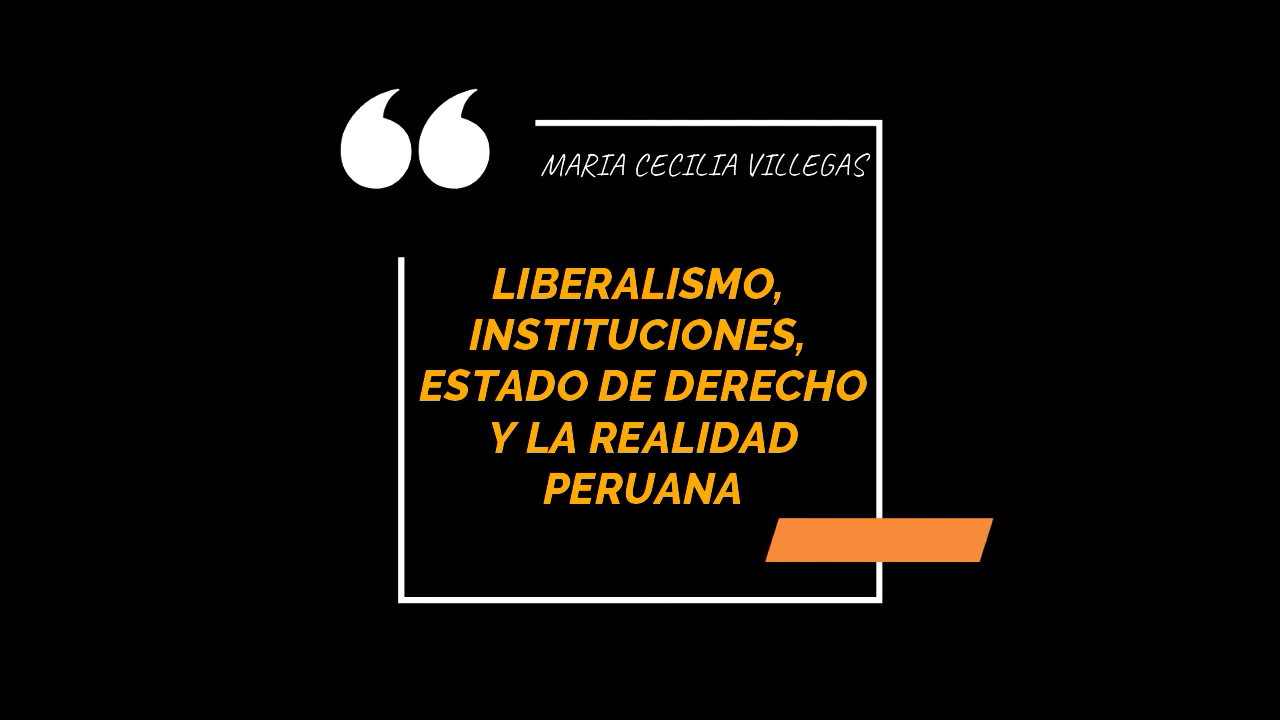 MARIA CECILIA VILLEGAS
LIBERALISMO,
INSTITUCIONES,
ESTADO DE DERECHO
Y LA REALIDAD
PERUANA